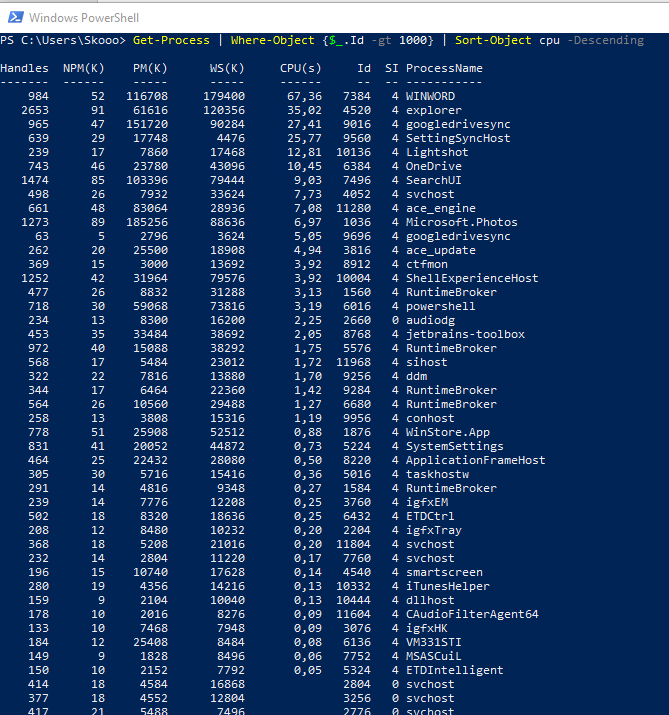 Windows PowerShell
PS C:\Users\Skooo> Get-Process | Where-Object {$_.Id -gt 1000} | Sort-Object cpu -Descending
Handles NPM(K) PM(K) WS(K) CPU(s) Id SI ProcessName
------- ------ ----- ----- ------ -- -- -----------
984 52 116708 179400 67,36 7384 4 WINWORD
2653 91 61616 120356 35,02 4520 4 explorer
965 47 151720 90284 27,41 9016 4 googledrivesync
639 29 17748 4476 25,77 9560 4 SettingSyncHost
239 17 7860 17468 12,81 10136 4 Lightshot
743 46 23780 43096 10,45 6384 4 OneDrive
1474 85 103396 79444 9,03 7496 4 SearchUI
498 26 7932 33624 7,73 4052 4 svchost
661 48 83064 28936 7,08 11280 4 ace_engine
1273 89 185256 88636 6,97 1036 4 Microsoft.Photos
63 5 2796 3624 5,05 9696 4 googledrivesync
262 20 25500 18908 4,94 3816 4 ace_update
369 15 3000 13692 3,92 8912 4 ctfmon
1252 42 31964 79576 3,92 10004 4 ShellExperienceHost
477 26 8832 31288 3,13 1560 4 RuntimeBroker
718 30 59068 73816 3,19 6016 4 powershell
234 13 8300 16200 2,25 2660 0 audiodg
453 35 33484 38692 2,05 8768 4 jetbrains-toolbox
972 40 15088 38292 1,75 5576 4 RuntimeBroker
568 17 5484 23012 1,72 11968 4 sihost
322 22 7816 13880 1,70 9256 4 ddm
344 17 6464 22360 1,42 9284 4 RuntimeBroker
564 26 10560 29488 1,27 6680 4 RuntimeBroker
258 13 3808 15316 1,19 9956 4 conhost
778 51 25908 52512 0,88 1876 4 WinStore.App
831 41 20052 44872 0,73 5224 4 SystemSettings
464 25 22432 28080 0,50 8220 4 ApplicationFrameHost
305 30 5716 15416 0,36 5016 4 taskhostw
291 14 4816 9348 0,27 1584 4 RuntimeBroker
239 14 7776 12208 0,25 3760 4 igfxEM
502 18 8320 18636 0,25 6432 4 ETDCtrl
208 12 8480 10232 0,20 2204 4 igfxTray
368 18 5208 21016 0,20 11804 4 svchost
232 14 2804 11220 0,17 7760 4 svchost
196 15 10740 17628 0,14 4540 4 smartscreen
280 19 4356 14216 0,13 10332 4 iTunesHelper
159 9 2104 10040 0,13 10444 4 dllhost
178 10 2016 8276 0,09 11604 4 CAudioFilterAgent64
133 10 7468 7948 0,09 3076 4 igfxHK
184 12 25408 8484 0,08 6136 4 VM331STI
149 9 1828 8496 0,06 7752 4 MSASCuiL
150 10 2152 7792 0,05 5324 4 ETDIntelligent
414 18 4584 16868 2804 0 svchost
377 18 4552 12804 3256 0 svchost
417 21 5488 7496 2776 0 svchost